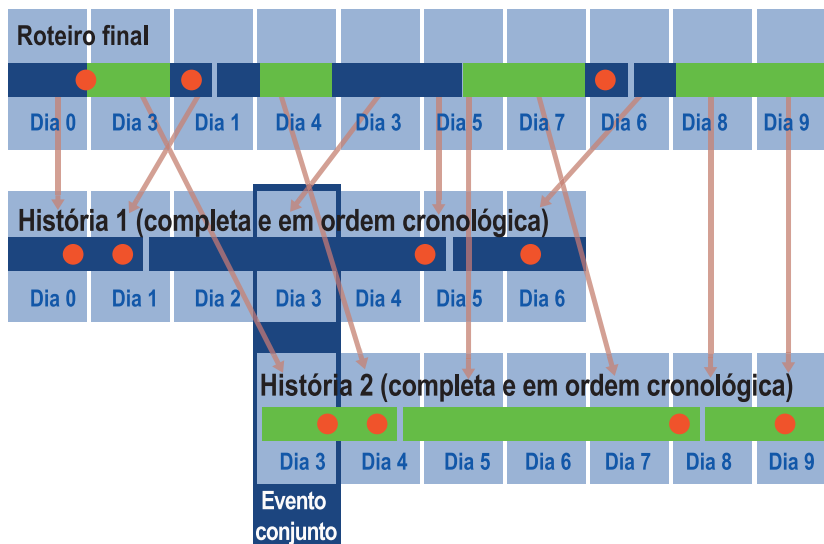 Roteiro final
Dia 0 Dia 3 Dia 1 Dia 4 Dia 3 Dia 5 Dia 7 Dia 6 Dia 8 Dia 9
História 1 (completa e em ordem cronológica)
Dia 0 Dia 1 Dia 2 Dia 3 Dia 4 Dia 5 Dia 6
História 2 (completa e em ordem cronológica)
Dia 3 Dia 4 Dia 5 Dia 6 Dia 7 Dia 8 Dia 9
Evento
conjunto